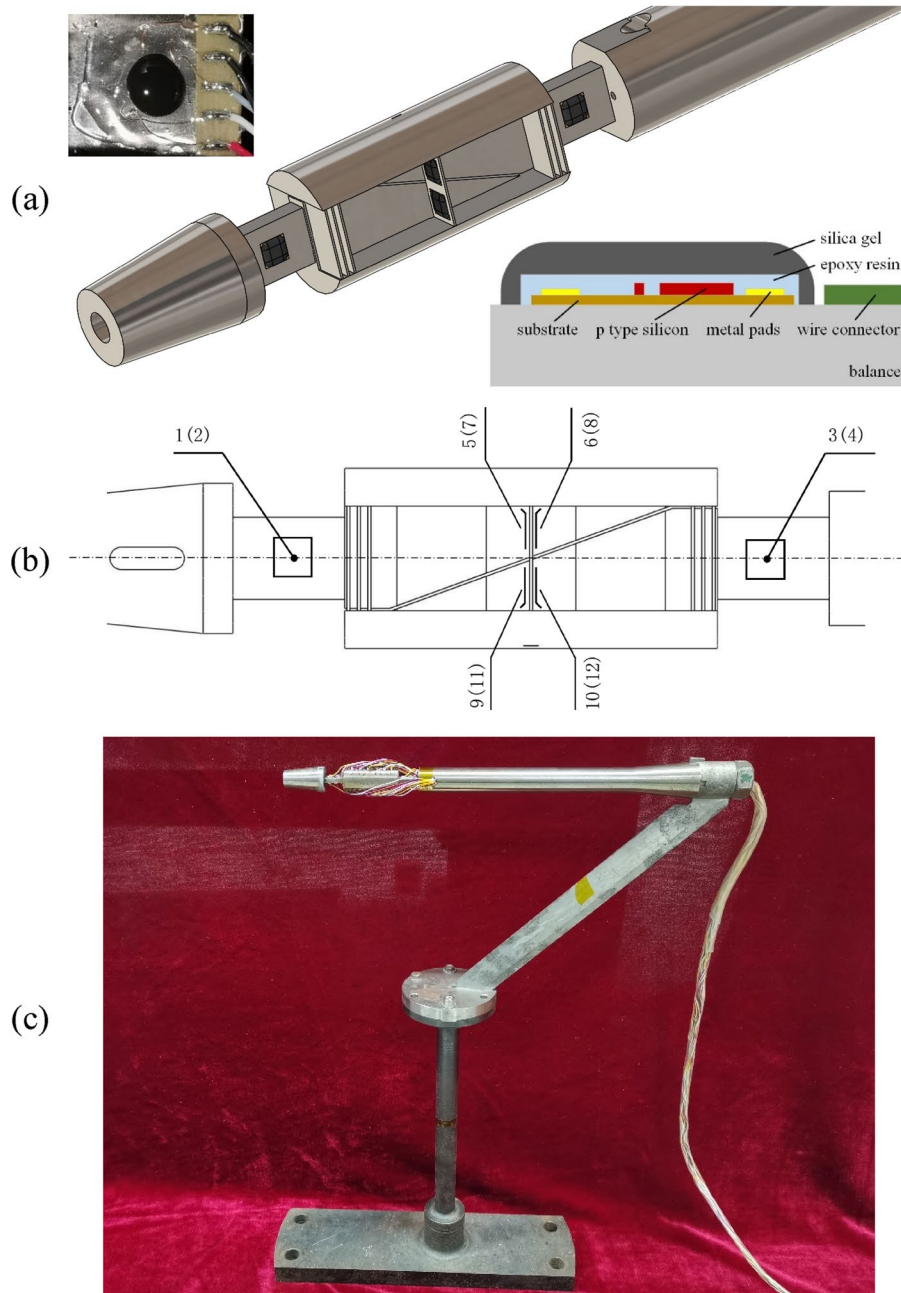 (a)
silica gel
epoxy resin
substrate p type silicon metal pads wire connector
balance
(b)
1(2)
5(7)
6(8)
3(4)
9(11)
10(12)
(c)